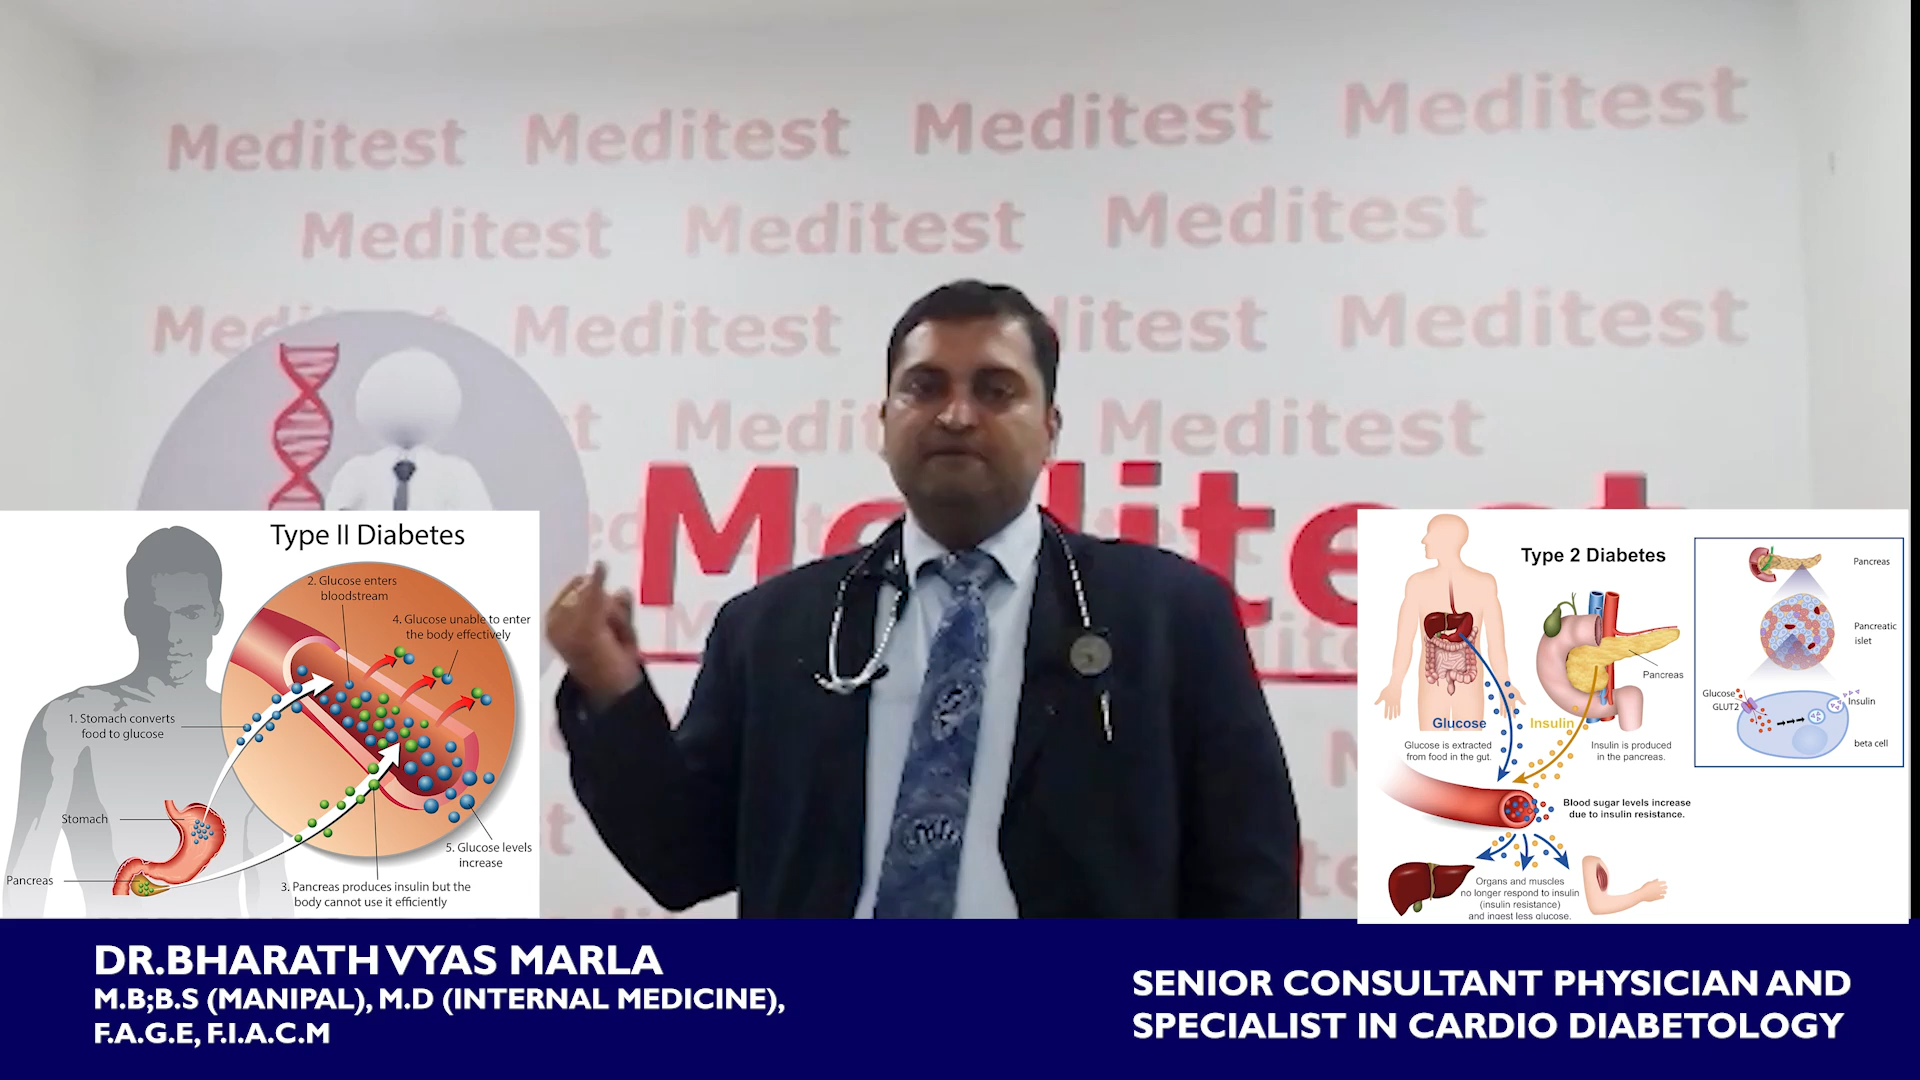 Meditest Meditest Meditest Meditest
Meditest Meditest Meditest
Meditest Meditest
Meditest
Meditest
Type II Diabetes
2. Glucose enters
bloodstream
4. Glucose unable to enter
the body effectively
1. Stomach converts
food to glucose
Stomach
Pancreas
5. Glucose levels
increase
3. Pancreas produces insulin but the
body cannot use it efficiently
Type 2 Diabetes
Pancreas
Pancreatic
islet
Pancreas
Glucose
GLUT2
Insulin
beta cell
Glucose
Insulin
Glucose is extracted
from food in the gut.
Insulin is produced
in the pancreas.
Blood sugar levels increase
due to insulin resistance.
Organs and muscles
no longer respond to insulin
(insulin resistance)
and ingest less glucose.
DR.BHARATH VYAS MARLA
M.B;B.S (MANIPAL), M.D (INTERNAL MEDICINE),
F.A.G.E, F.I.A.C.M
SENIOR CONSULTANT PHYSICIAN AND
SPECIALIST IN CARDIO DIABETOLOGY